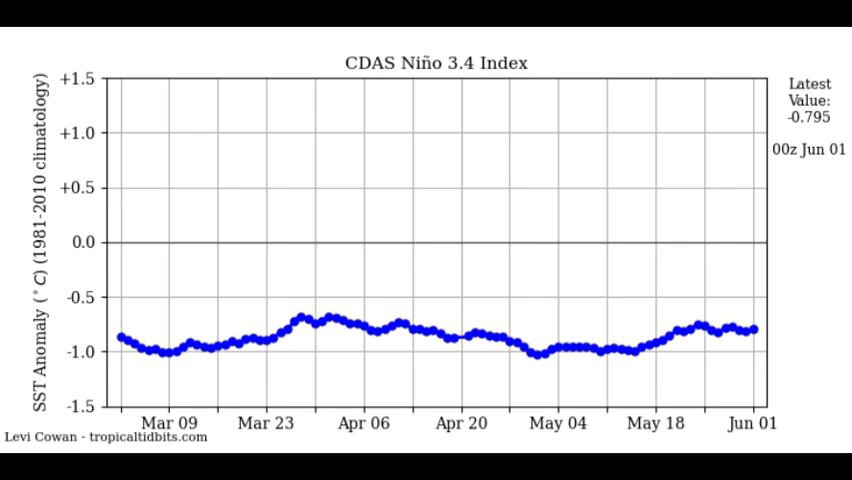 CDAS Niño 3.4 Index
SST Anomaly (°C) (1981-2010 climatology)
+1.5
+1.0
+0.5
0.0
-0.5
-1.0
-1.5
Mar 09 Mar 23 Apr 06 Apr 20 May 04 May 18 Jun 01
Latest
Value:
-0.795
00z Jun 01
Levi Cowan - tropicaltidbits.com